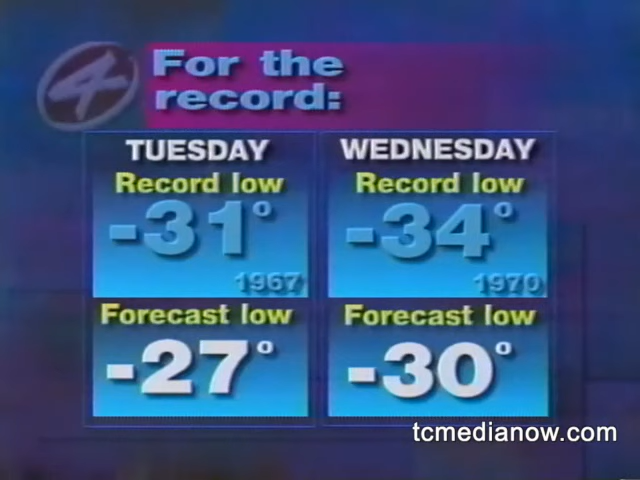 4
For the
record:
TUESDAY
Record low
-31°
1967
Forecast low
-27°
WEDNESDAY
Record low
-34°
1970
Forecast low
-30°
tcmedianow.com